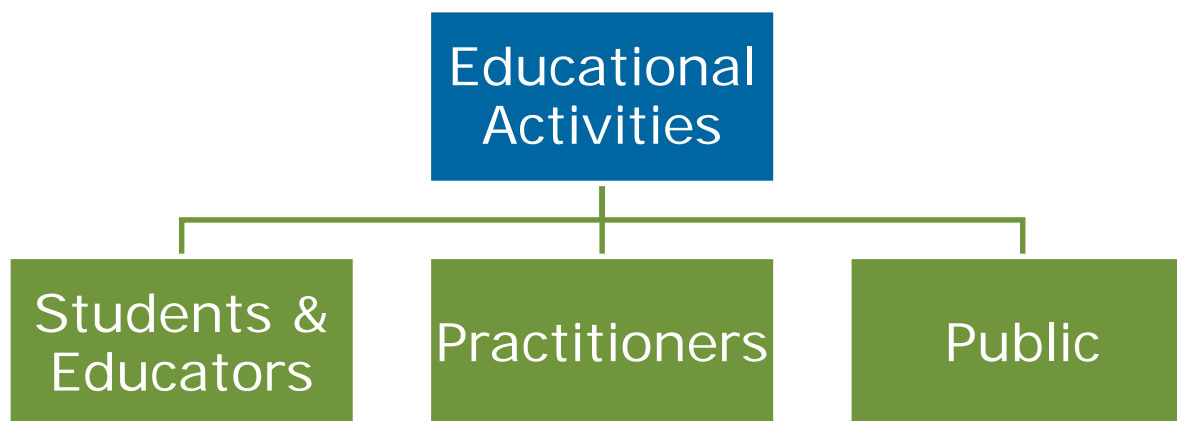 Educational
Activities
Students &
Educators
Practitioners
Public